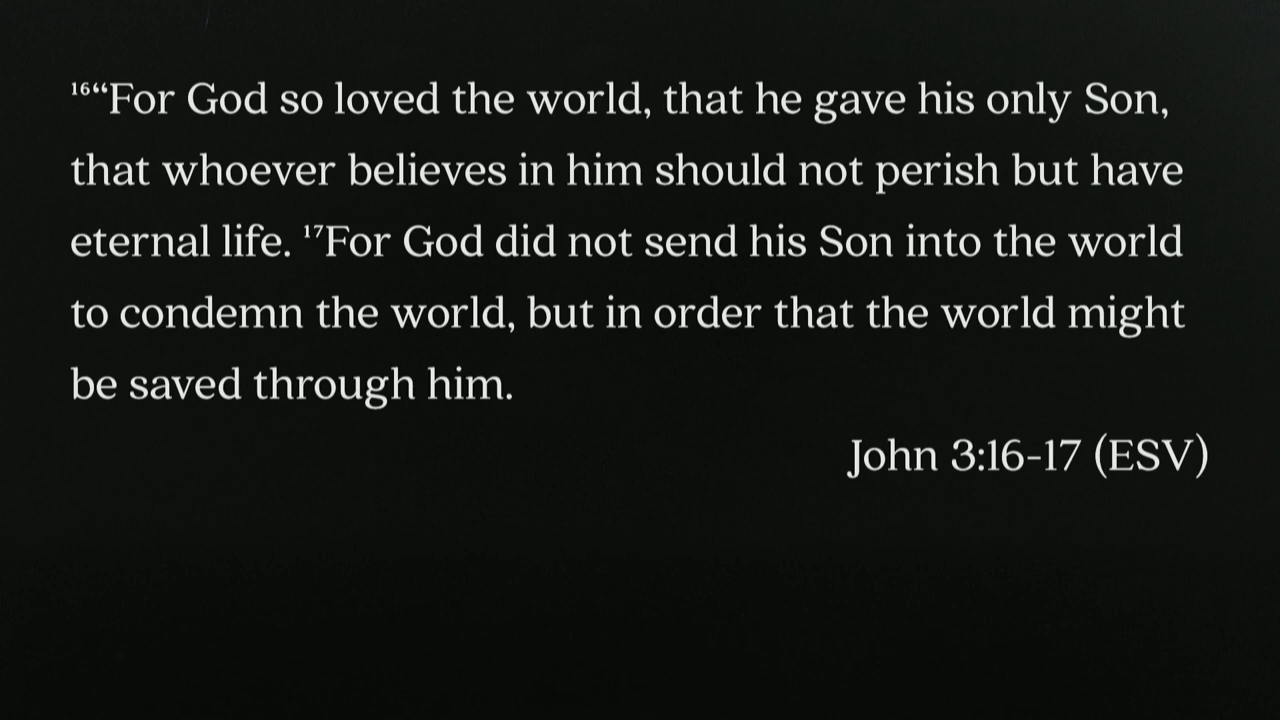 ¹⁶“For God so loved the world, that he gave his only Son,
that whoever believes in him should not perish but have
eternal life. ¹⁷For God did not send his Son into the world
to condemn the world, but in order that the world might
be saved through him.
John 3:16-17 (ESV)